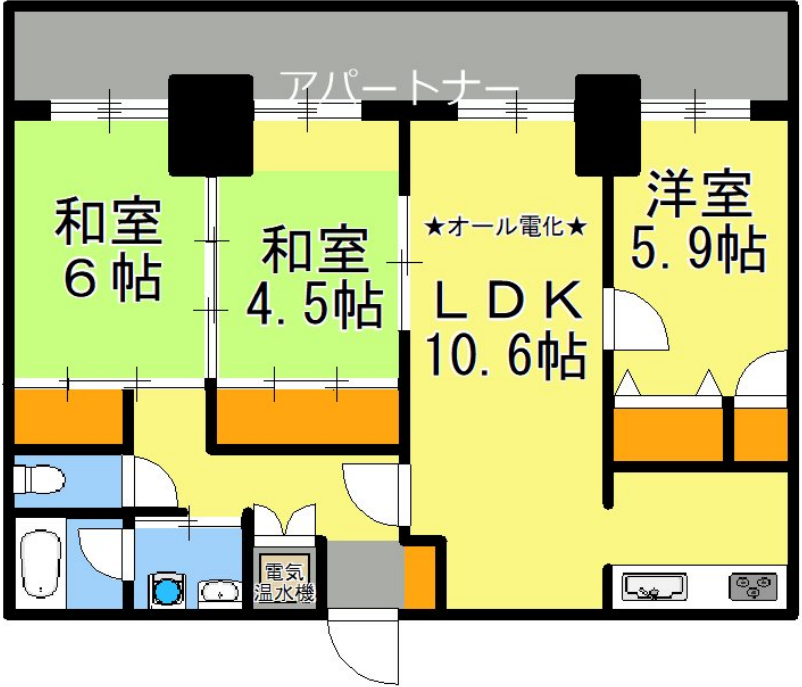 アパートナー
和室
6帖
和室
4.5帖
★オール電化★
LDK
10.6帖
洋室
5.9帖
電気
温水機